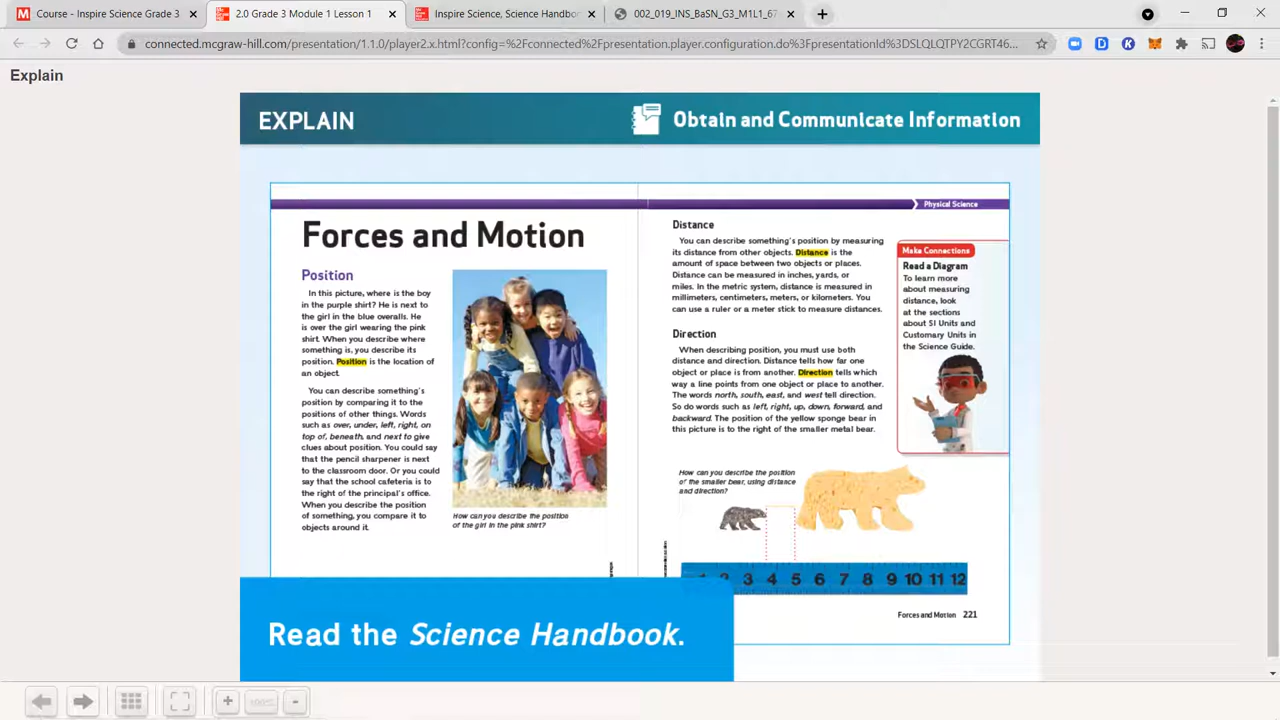 M Course - Inspire Science Grade 3
2.0 Grade 3 Module 1 Lesson 1
Inspire Science, Science Handbo
002_019_INS_BaSN_G3_M1L1_67
connected.mcgraw-hill.com/presentation/1.1.0/player2.x.html?config=%2Fconnected%2Fpresentation.player.configuration.do%3FpresentationId%3DSLQLQTPY2CGRT46...
Explain
EXPLAIN
Obtain and Communicate Information
Physical Science
Forces and Motion
Position
In this picture, where is the boy
in the purple shirt? He is next to
the girl in the blue overalls. He
is over the girl wearing the pink
shirt. When you describe where
something is, you describe its
position. Position is the location of
an object.
You can describe something's
position by comparing it to the
positions of other things. Words
such as over, under, left, right, on
top of, beneath, and next to give
clues about position. You could say
that the pencil sharpener is next
to the classroom door. Or you could
say that the school cafeteria is to
the right of the principal's office.
When you describe the position
of something, you compare it to
objects around it.
How can you describe the position
of the girl in the pink shirt?
Distance
You can describe something's position by measuring
its distance from other objects. Distance is the
amount of space between two objects or places.
Distance can be measured in inches, yards, or
miles. In the metric system, distance is measured in
millimeters, centimeters, meters, or kilometers. You
can use a ruler or a meter stick to measure distances.
Direction
When describing position, you must use both
distance and direction. Distance tells how far one
object or place is from another. Direction tells which
way a line points from one object or place to another.
The words north, south, east, and west tell direction.
So do words such as left, right, up, down, forward, and
backward. The position of the yellow sponge bear in
this picture is to the right of the smaller metal bear.
Make Connections
Read a Diagram
To learn more
about measuring
distance, look
at the sections
about SI Units and
Customary Units in
the Science Guide.
How can you describe the position
of the smaller bear, using distance
and direction?
1 2 3 4 5 6 7 8 9 10 11 12
Forces and Motion 221
Read the Science Handbook.
100%